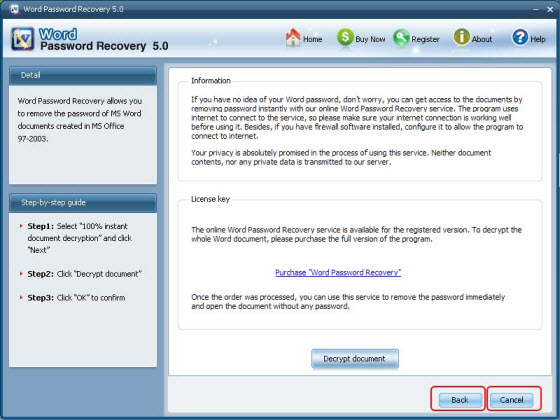 Word Password Recovery 5.0
Word
Password Recovery 5.0
Home
Buy Now
Register
About
Help
Detail
Word Password Recovery allows you
to remove the password of MS Word
documents created in MS Office
97-2003.
Step-by-step guide
Step1: Select "100% instant
document decryption" and click
"Next"
Step2: Click "Decrypt document"
Step3: Click "OK" to confirm
Information
If you have no idea of your Word password, don't worry, you can get access to the documents by
removing password instantly with our online Word Password Recovery service. The program uses
internet to connect to the service, so please make sure your internet connection is working well
before using it. Besides, if you have firewall software installed, configure it to allow the program to
connect to internet.
Your privacy is absolutely promised in the process of using this service. Neither document
contents, nor any private data is transmitted to our server.
License key
The online Word Password Recovery service is available for the registered version. To decrypt the
whole Word document, please purchase the full version of the program.
Purchase "Word Password Recovery"
Once the order was processed, you can use this service to remove the password immediately
and open the document without any password.
Decrypt document
Back
Cancel